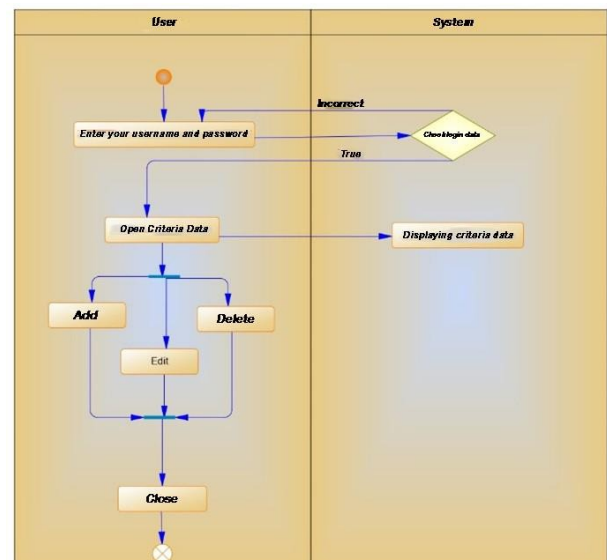 User
System
Incorrect
Enter your username and password
Check login data
True
Open Criteria Data
Displaying criteria data
Add
Delete
Edit
Close